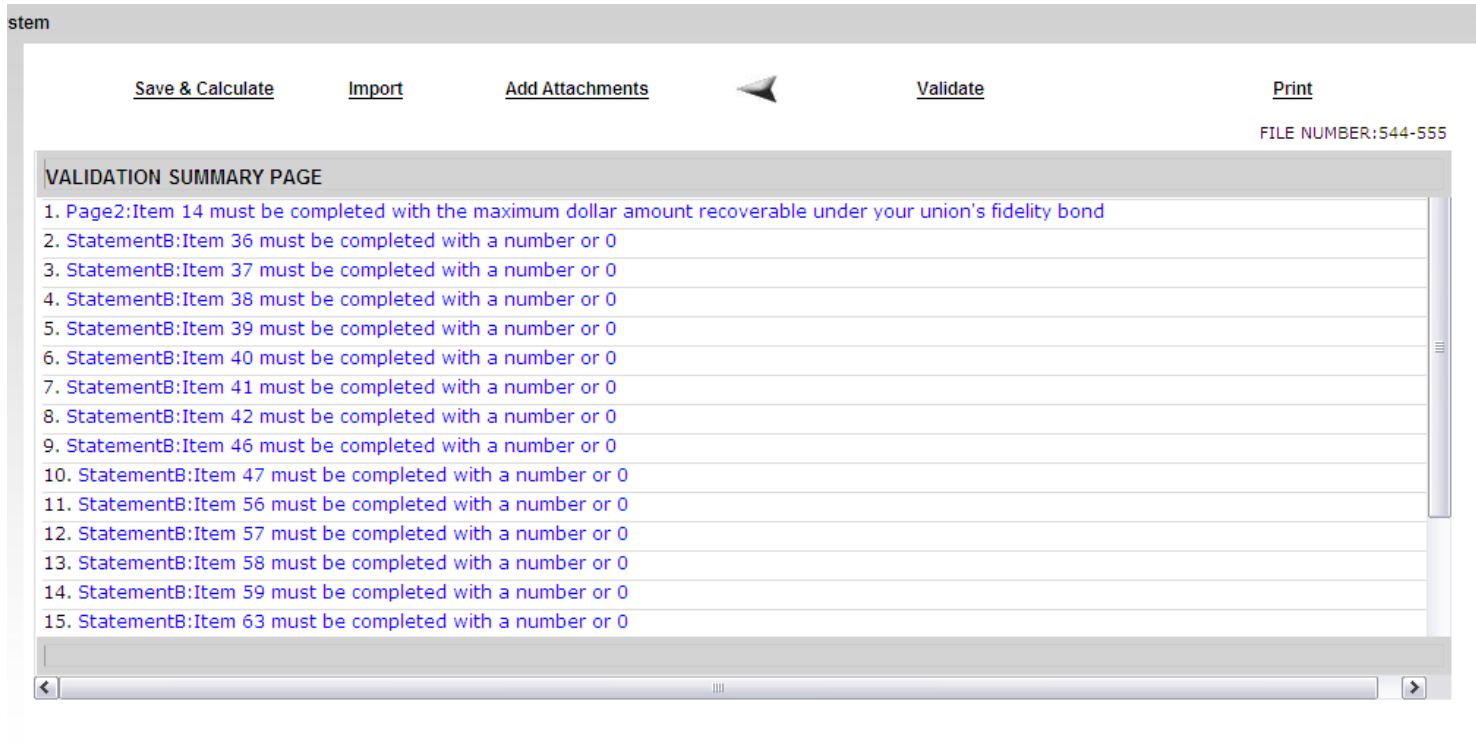 stem
Save & Calculate Import Add Attachments Validate Print
FILE NUMBER:544-555
VALIDATION SUMMARY PAGE
1. Page2:Item 14 must be completed with the maximum dollar amount recoverable under your union's fidelity bond
2. StatementB:Item 36 must be completed with a number or 0
3. StatementB:Item 37 must be completed with a number or 0
4. StatementB:Item 38 must be completed with a number or 0
5. StatementB:Item 39 must be completed with a number or 0
6. StatementB:Item 40 must be completed with a number or 0
7. StatementB:Item 41 must be completed with a number or 0
8. StatementB:Item 42 must be completed with a number or 0
9. StatementB:Item 46 must be completed with a number or 0
10. StatementB:Item 47 must be completed with a number or 0
11. StatementB:Item 56 must be completed with a number or 0
12. StatementB:Item 57 must be completed with a number or 0
13. StatementB:Item 58 must be completed with a number or 0
14. StatementB:Item 59 must be completed with a number or 0
15. StatementB:Item 63 must be completed with a number or 0